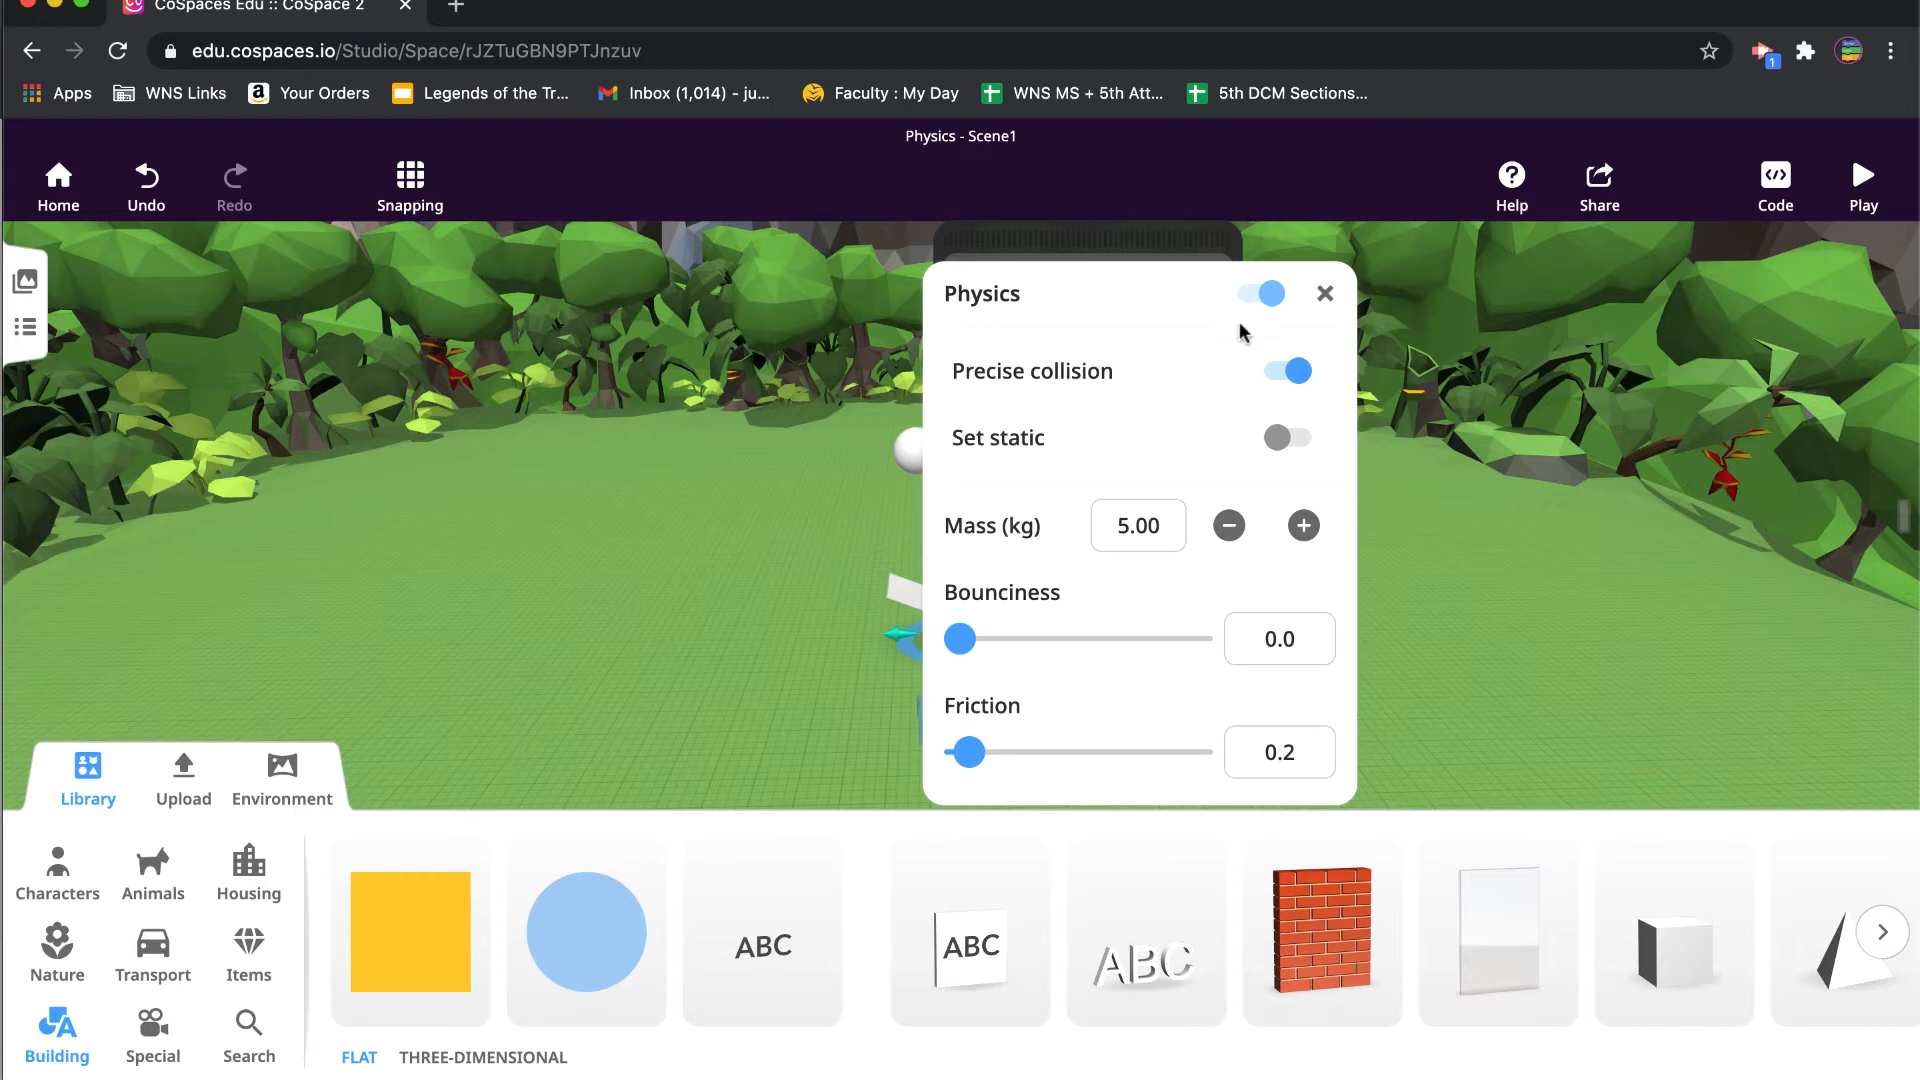 CoSpaces Edu :: CoSpace 2
edu.cospaces.io/Studio/Space/rJZTuGBN9PTJnzuv
1
Apps WNS Links Your Orders Legends of the Tr... Inbox (1,014) - ju... Faculty : My Day WNS MS + 5th Att... 5th DCM Sections...
Physics - Scene1
Home Undo Redo Snapping Help Share Code Play
Physics
Precise collision
Set static
Mass (kg) 5.00
Bounciness
0.0
Friction
0.2
Library Upload Environment
Characters Animals Housing
Nature Transport Items
Building Special Search
ABC ABC ABC
FLAT THREE-DIMENSIONAL